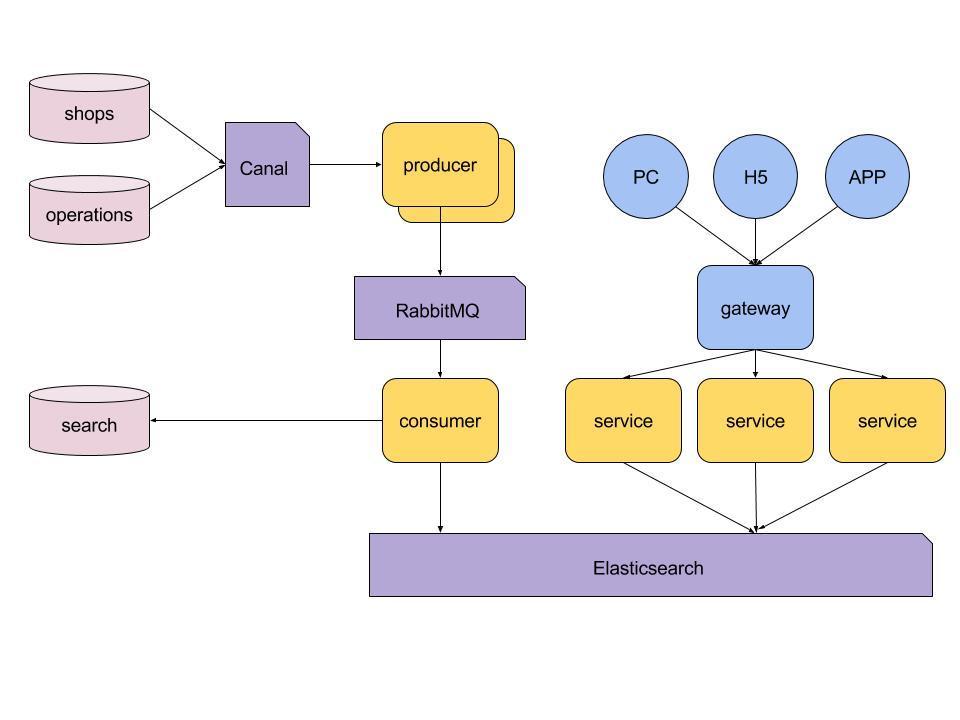 shops
operations
Canal
producer
RabbitMQ
consumer
search
PC
H5
APP
gateway
service
service
service
Elasticsearch